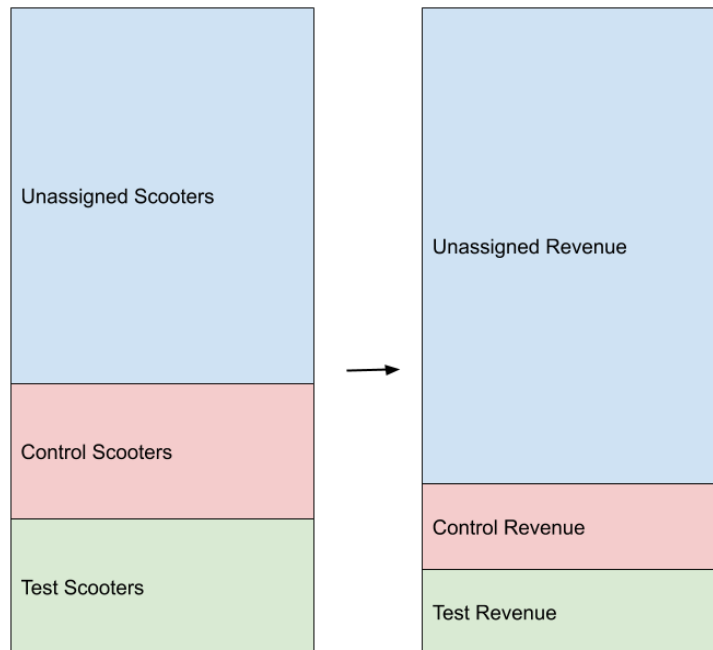 Unassigned Scooters
Control Scooters
Test Scooters
Unassigned Revenue
Control Revenue
Test Revenue